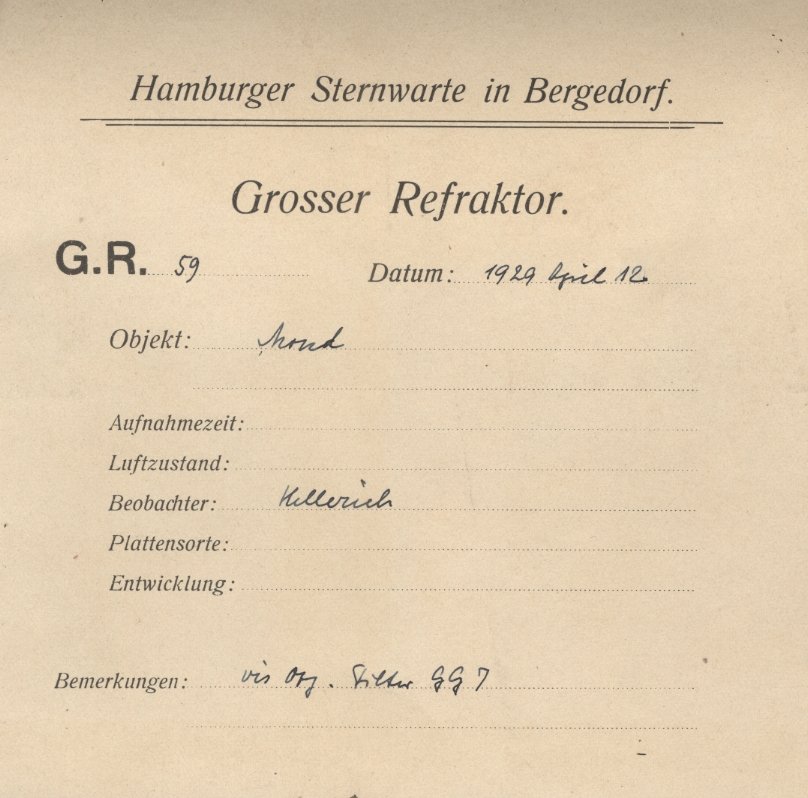 Hamburger Sternwarte in Bergedorf.
Grosser Refraktor.
G.R. 59 Datum: 1929 April 12.
Objekt: Mond
Aufnahmezeit:
Luftzustand:
Beobachter: Hellerich
Plattensorte:
Entwicklung:
Bemerkungen: vis Obj. Filter GG 7